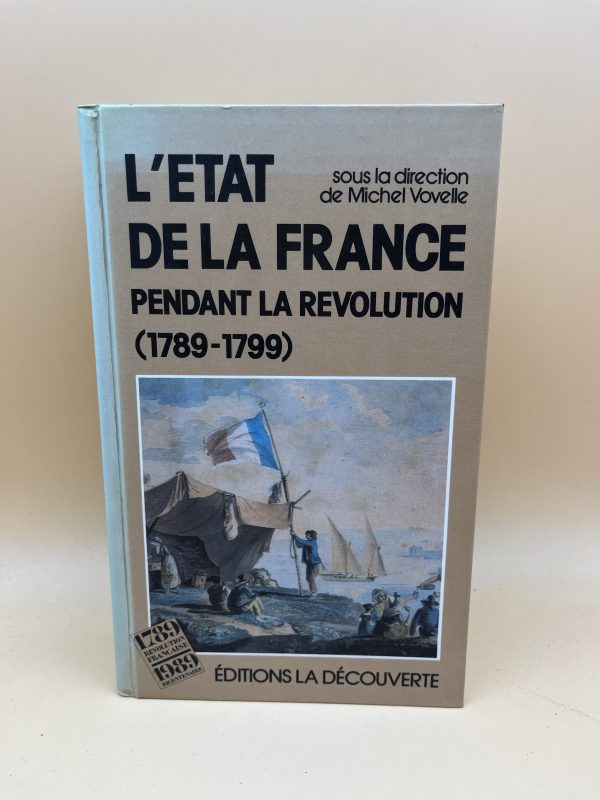 L'ETAT
sous la direction
de Michel Vovelle
DE LA FRANCE
PENDANT LA REVOLUTION
(1789-1799)
1789
REVOLUTION
FRANÇAISE
1989
BICENTENAIRE
ÉDITIONS LA DÉCOUVERTE